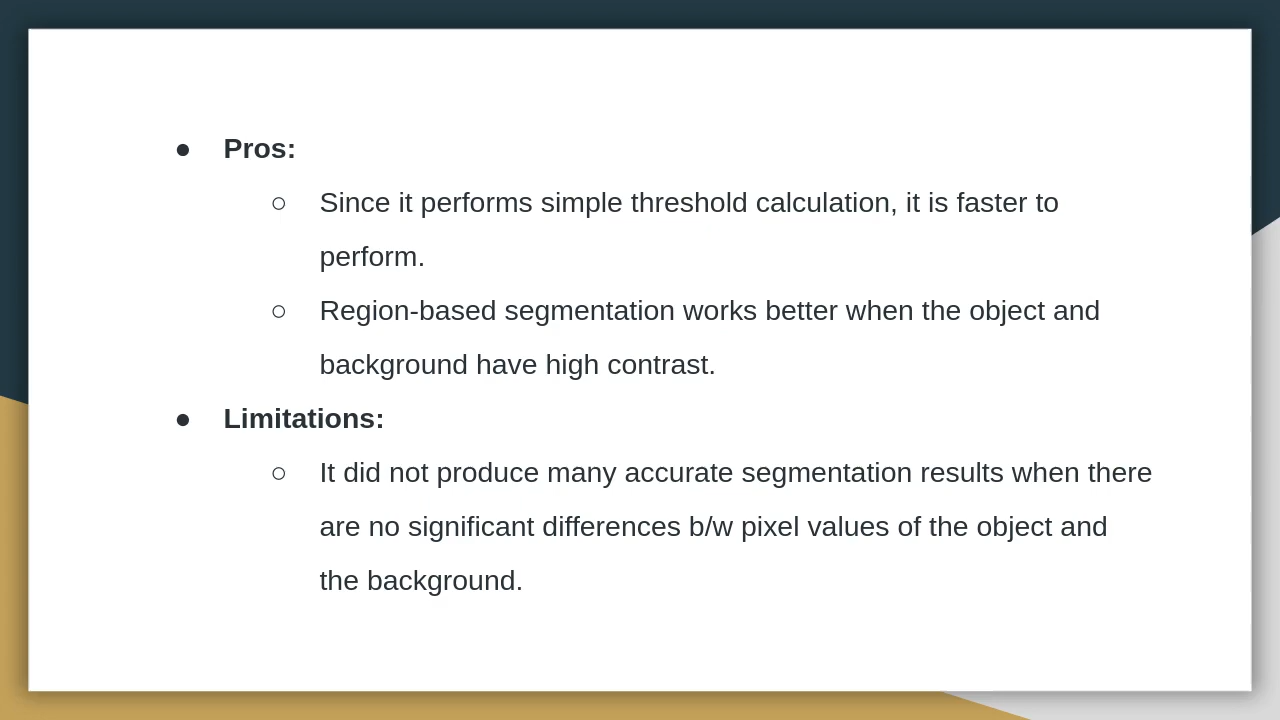 ● Pros:
○ Since it performs simple threshold calculation, it is faster to
perform.
○ Region-based segmentation works better when the object and
background have high contrast.
● Limitations:
○ It did not produce many accurate segmentation results when there
are no significant differences b/w pixel values of the object and
the background.